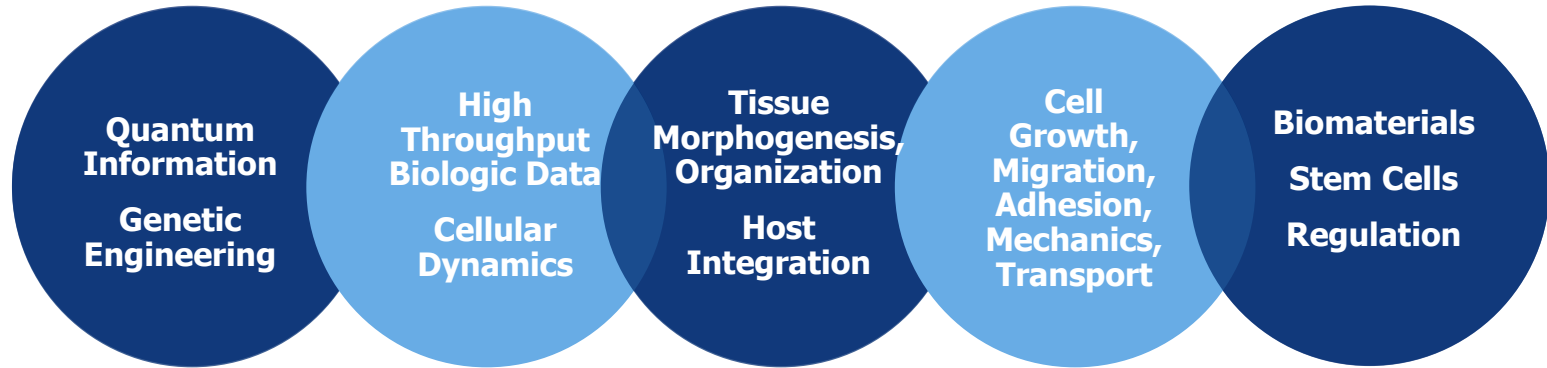 Quantum
Information
Genetic
Engineering
High
Throughput
Biologic Data
Cellular
Dynamics
Tissue
Morphogenesis,
Organization
Host
Integration
Cell
Growth,
Migration,
Adhesion,
Mechanics,
Transport
Biomaterials
Stem Cells
Regulation